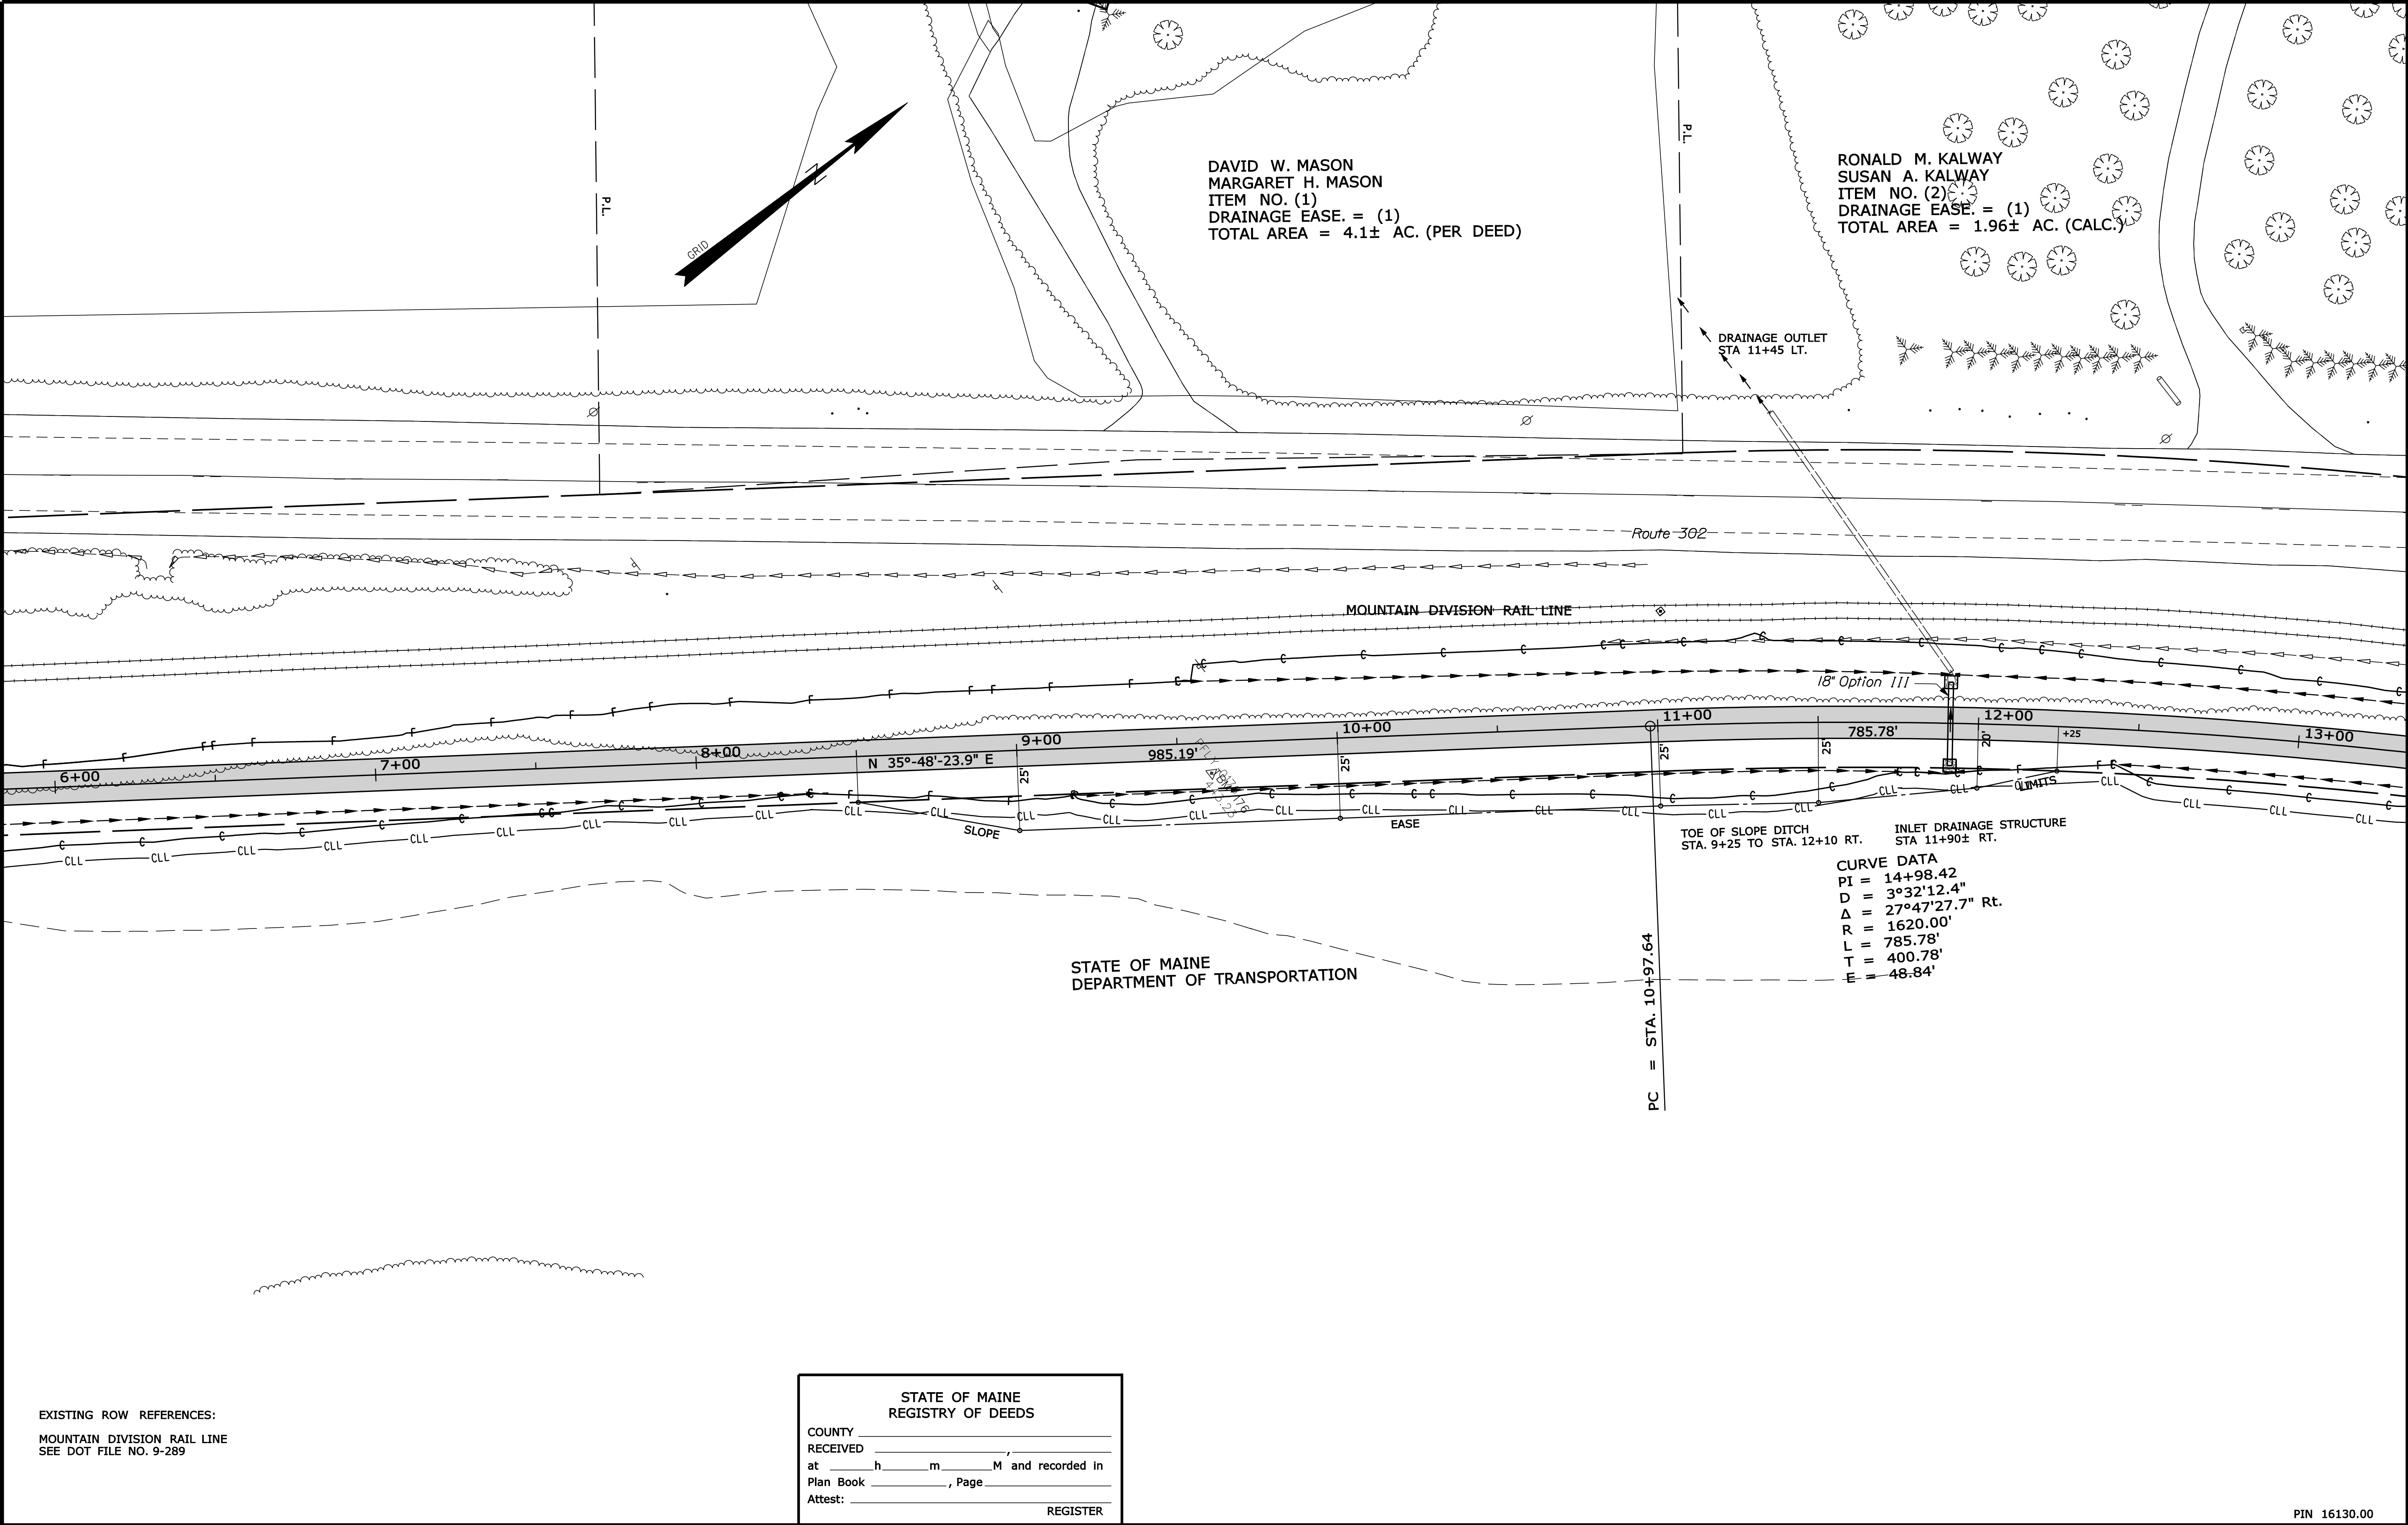 GRID
P.L.
DAVID W. MASON
MARGARET H. MASON
ITEM NO. (1)
DRAINAGE EASE. = (1)
TOTAL AREA = 4.1± AC. (PER DEED)
P.L.
RONALD M. KALWAY
SUSAN A. KALWAY
ITEM NO. (2)
DRAINAGE EASE. = (1)
TOTAL AREA = 1.96± AC. (CALC.)
DRAINAGE OUTLET
STA 11+45 LT.
Route 302
MOUNTAIN DIVISION RAIL LINE
18" Option III
6+00
7+00
8+00
9+00
10+00
11+00
12+00
13+00
+25
N 35°-48'-23.9" E
985.19'
785.78'
25'
25'
25'
25'
20'
SLOPE
EASE
LIMITS
TOE OF SLOPE DITCH
STA. 9+25 TO STA. 12+10 RT.
INLET DRAINAGE STRUCTURE
STA 11+90± RT.
CURVE DATA
PI = 14+98.42
D = 3°32'12.4"
Δ = 27°47'27.7" Rt.
R = 1620.00'
L = 785.78'
T = 400.78'
E = 48.84'
PC = STA. 10+97.64
STATE OF MAINE
DEPARTMENT OF TRANSPORTATION
EXISTING ROW REFERENCES:
MOUNTAIN DIVISION RAIL LINE
SEE DOT FILE NO. 9-289
STATE OF MAINE
REGISTRY OF DEEDS
COUNTY
RECEIVED ,
at h m M and recorded in
Plan Book , Page
Attest:
REGISTER
PIN 16130.00